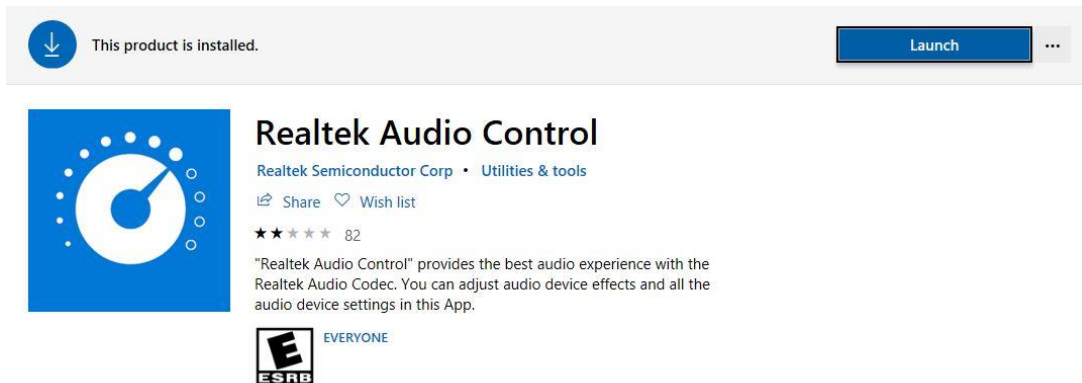 This product is installed.
Launch
...
Realtek Audio Control
Realtek Semiconductor Corp • Utilities & tools
Share Wish list
82
"Realtek Audio Control" provides the best audio experience with the
Realtek Audio Codec. You can adjust audio device effects and all the
audio device settings in this App.
E
EVERYONE
ESRB